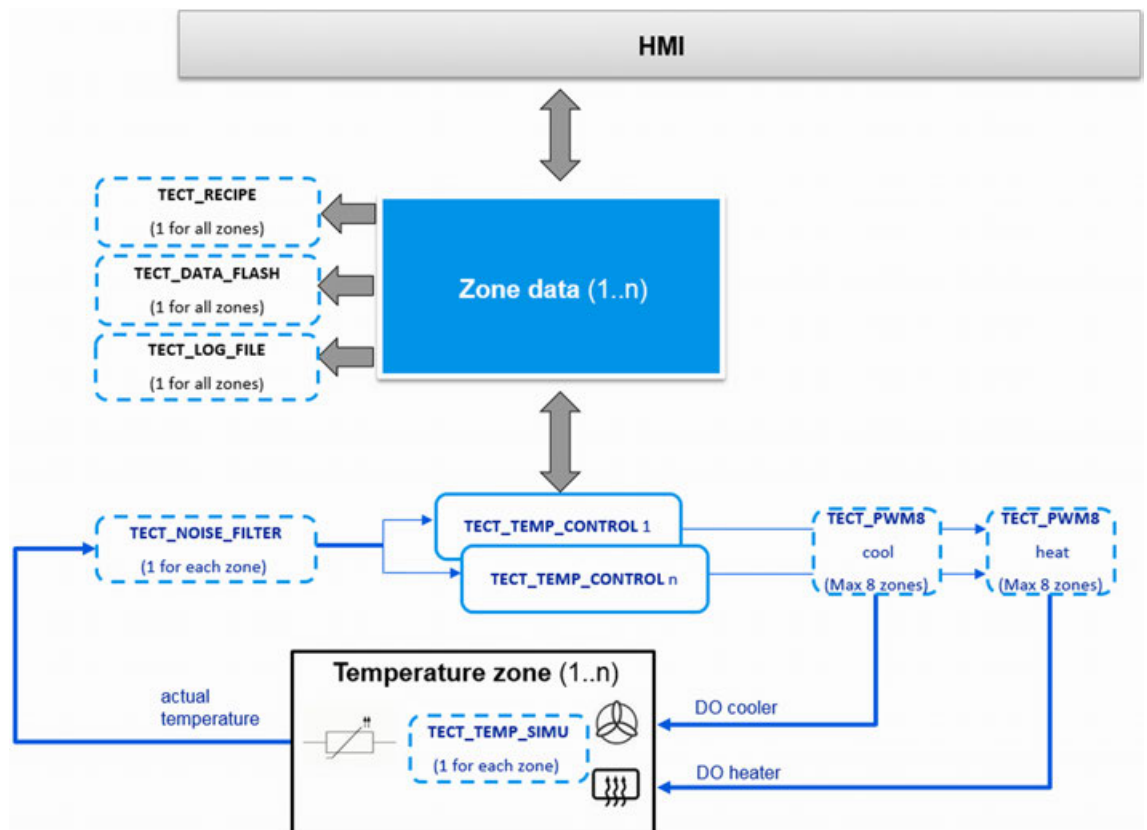 HMI
TECT_RECIPE
(1 for all zones)
TECT_DATA_FLASH
(1 for all zones)
TECT_LOG_FILE
(1 for all zones)
Zone data (1..n)
TECT_NOISE_FILTER
(1 for each zone)
TECT_TEMP_CONTROL 1
TECT_TEMP_CONTROL n
TECT_PWM8
cool
(Max 8 zones)
TECT_PWM8
heat
(Max 8 zones)
actual
temperature
Temperature zone (1..n)
TECT_TEMP_SIMU
(1 for each zone)
DO cooler
DO heater